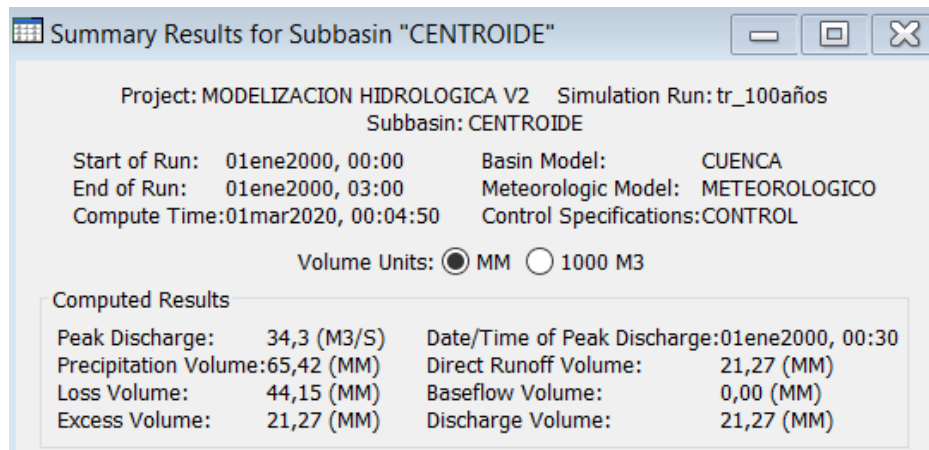 Summary Results for Subbasin "CENTROIDE"
Project: MODELIZACION HIDROLOGICA V2 Simulation Run: tr_100años
Subbasin: CENTROIDE
Start of Run: 01ene2000, 00:00 Basin Model: CUENCA
End of Run: 01ene2000, 03:00 Meteorologic Model: METEOROLOGICO
Compute Time:01mar2020, 00:04:50 Control Specifications:CONTROL
Volume Units: MM 1000 M3
Computed Results
Peak Discharge: 34,3 (M3/S) Date/Time of Peak Discharge:01ene2000, 00:30
Precipitation Volume:65,42 (MM) Direct Runoff Volume: 21,27 (MM)
Loss Volume: 44,15 (MM) Baseflow Volume: 0,00 (MM)
Excess Volume: 21,27 (MM) Discharge Volume: 21,27 (MM)